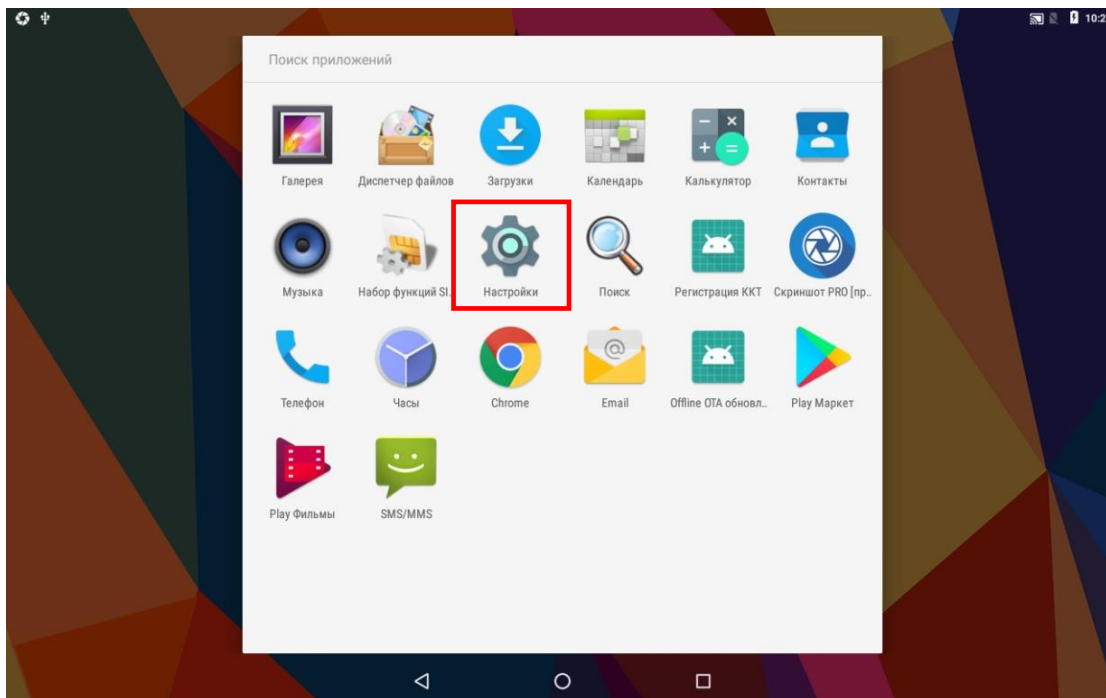 10:2
Поиск приложений
Галерея Диспетчер файлов Загрузки Календарь Калькулятор Контакты
Музыка Набор функций SI.. Настройки Поиск Регистрация ККТ Скриншот PRO [пр..
Телефон Часы Chrome Email Offline OTA обновл.. Play Маркет
Play Фильмы SMS/MMS